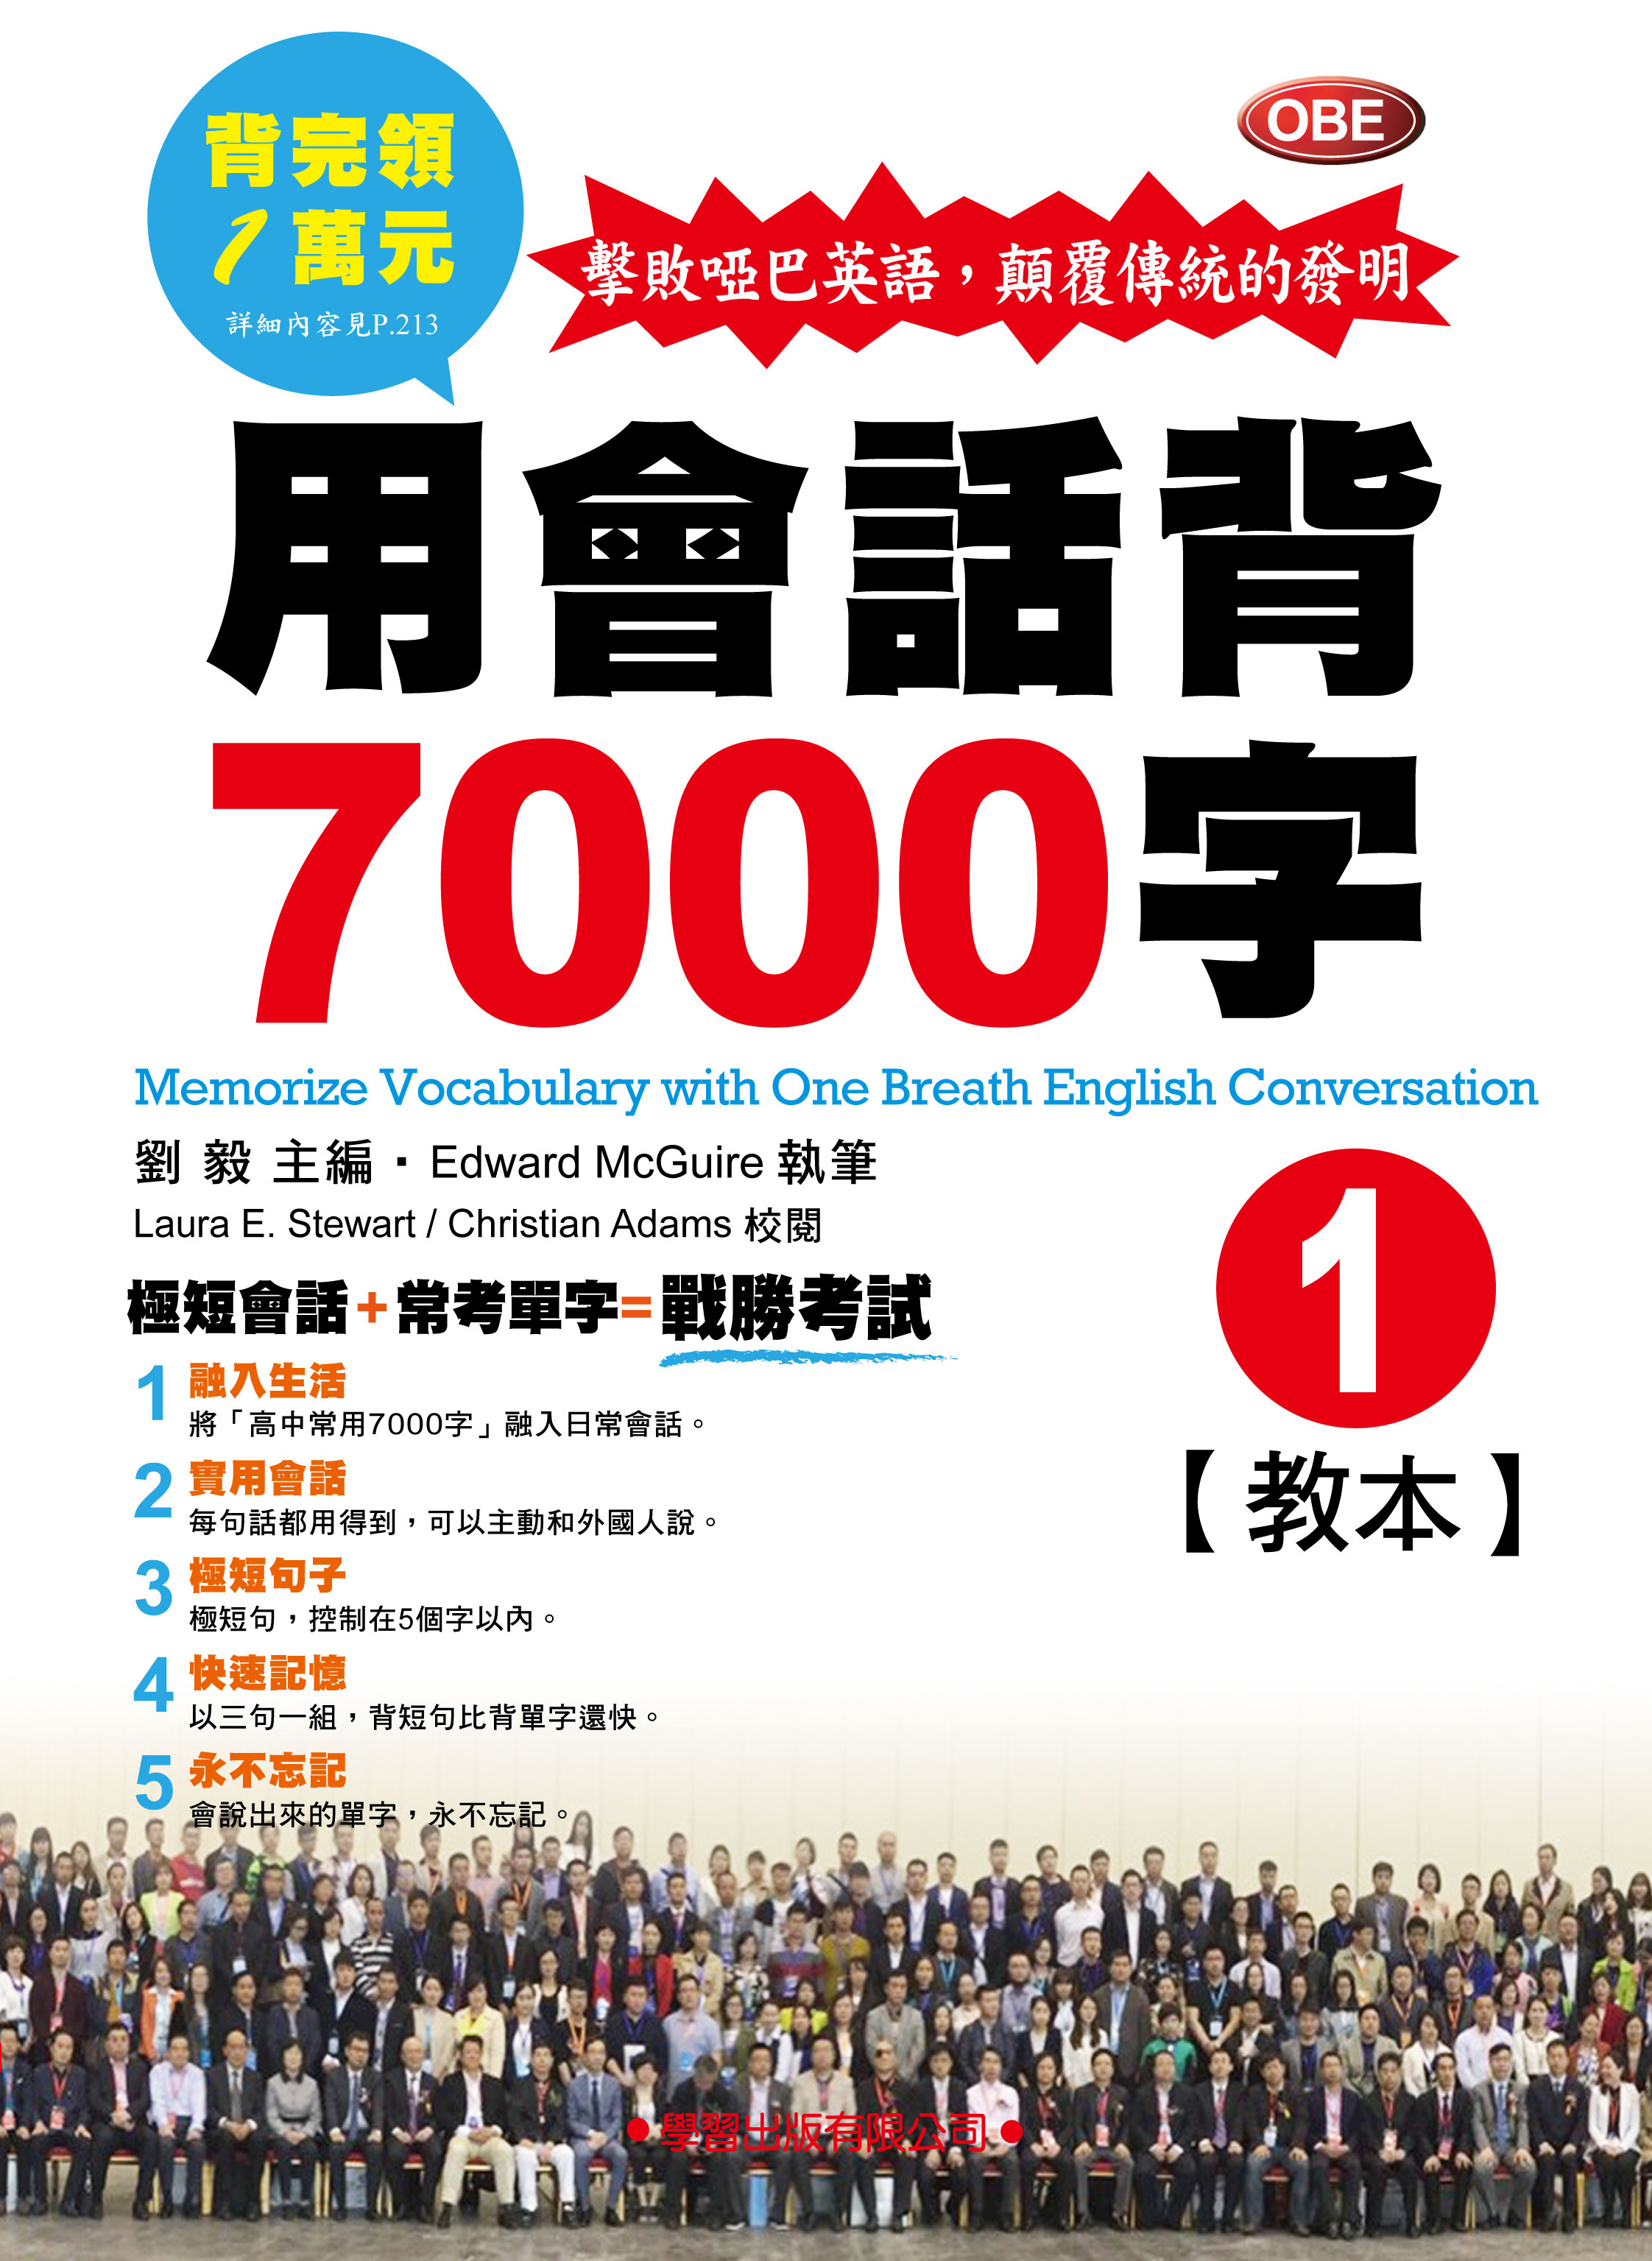 背完領
1萬元
詳細內容見P.213
OBE
擊敗啞巴英語，顛覆傳統的發明
用會話背
7000字
Memorize Vocabulary with One Breath English Conversation
劉 毅 主編・Edward McGuire 執筆
Laura E. Stewart / Christian Adams 校閱
極短會話+常考單字=戰勝考試
1 融入生活
將「高中常用7000字」融入日常會話。
2 實用會話
每句話都用得到，可以主動和外國人說。
3 極短句子
極短句，控制在5個字以內。
4 快速記憶
以三句一組，背短句比背單字還快。
5 永不忘記
會說出來的單字，永不忘記。
1
【教本】
●學習出版有限公司●